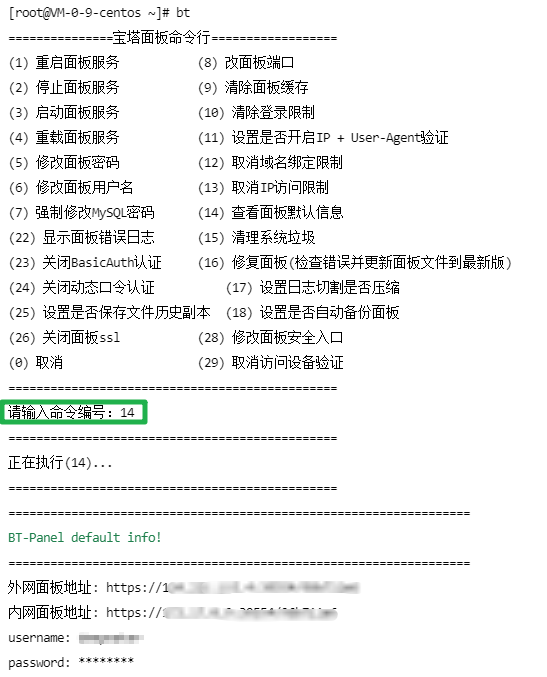 [root@VM-0-9-centos ~]# bt
===============宝塔面板命令行==================
(1) 重启面板服务 (8) 改面板端口
(2) 停止面板服务 (9) 清除面板缓存
(3) 启动面板服务 (10) 清除登录限制
(4) 重载面板服务 (11) 设置是否开启IP + User-Agent验证
(5) 修改面板密码 (12) 取消域名绑定限制
(6) 修改面板用户名 (13) 取消IP访问限制
(7) 强制修改MySQL密码 (14) 查看面板默认信息
(22) 显示面板错误日志 (15) 清理系统垃圾
(23) 关闭BasicAuth认证 (16) 修复面板(检查错误并更新面板文件到最新版)
(24) 关闭动态口令认证 (17) 设置日志切割是否压缩
(25) 设置是否保存文件历史副本 (18) 设置是否自动备份面板
(26) 关闭面板ssl (28) 修改面板安全入口
(0) 取消 (29) 取消访问设备验证
===============================================
请输入命令编号：14
===============================================
正在执行(14)...
===============================================
==================================================================
BT-Panel default info!
==================================================================
外网面板地址: https://1
内网面板地址: https://
username:
password: ********